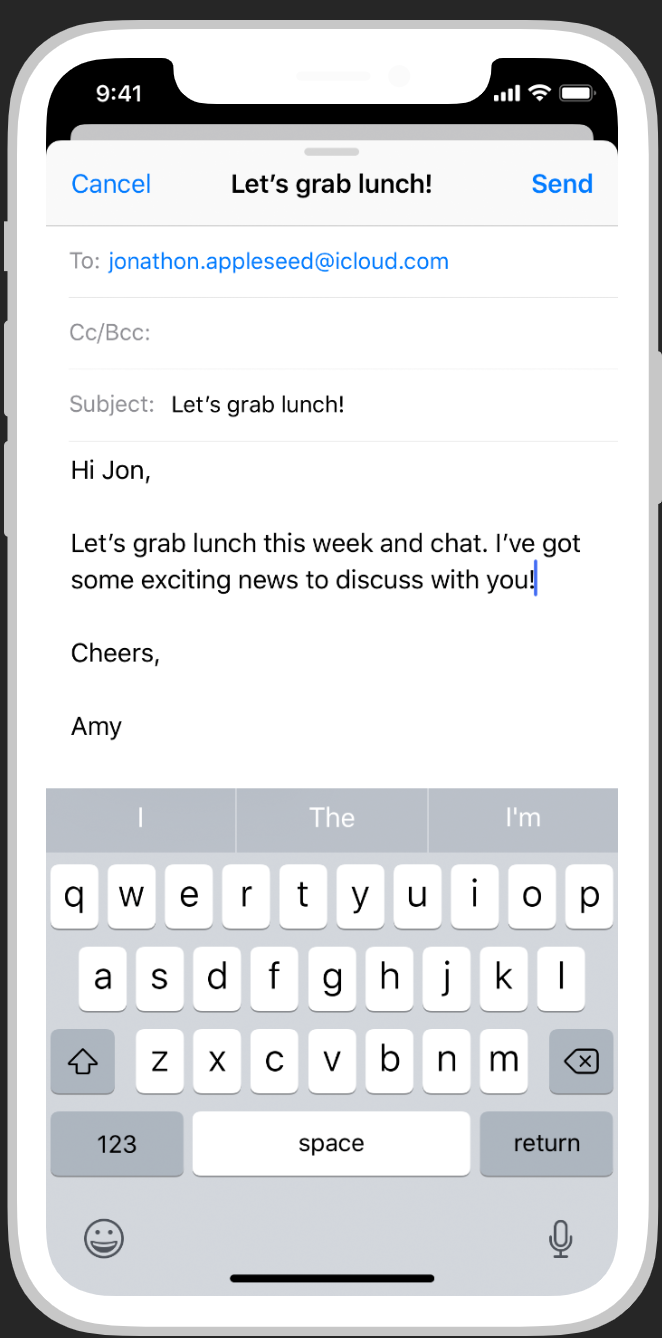 9:41
Cancel Let’s grab lunch! Send
To: jonathon.appleseed@icloud.com
Cc/Bcc:
Subject: Let’s grab lunch!
Hi Jon,
Let’s grab lunch this week and chat. I’ve got
some exciting news to discuss with you!
Cheers,
Amy
I The I'm
q w e r t y u i o p
a s d f g h j k l
z x c v b n m
123 space return